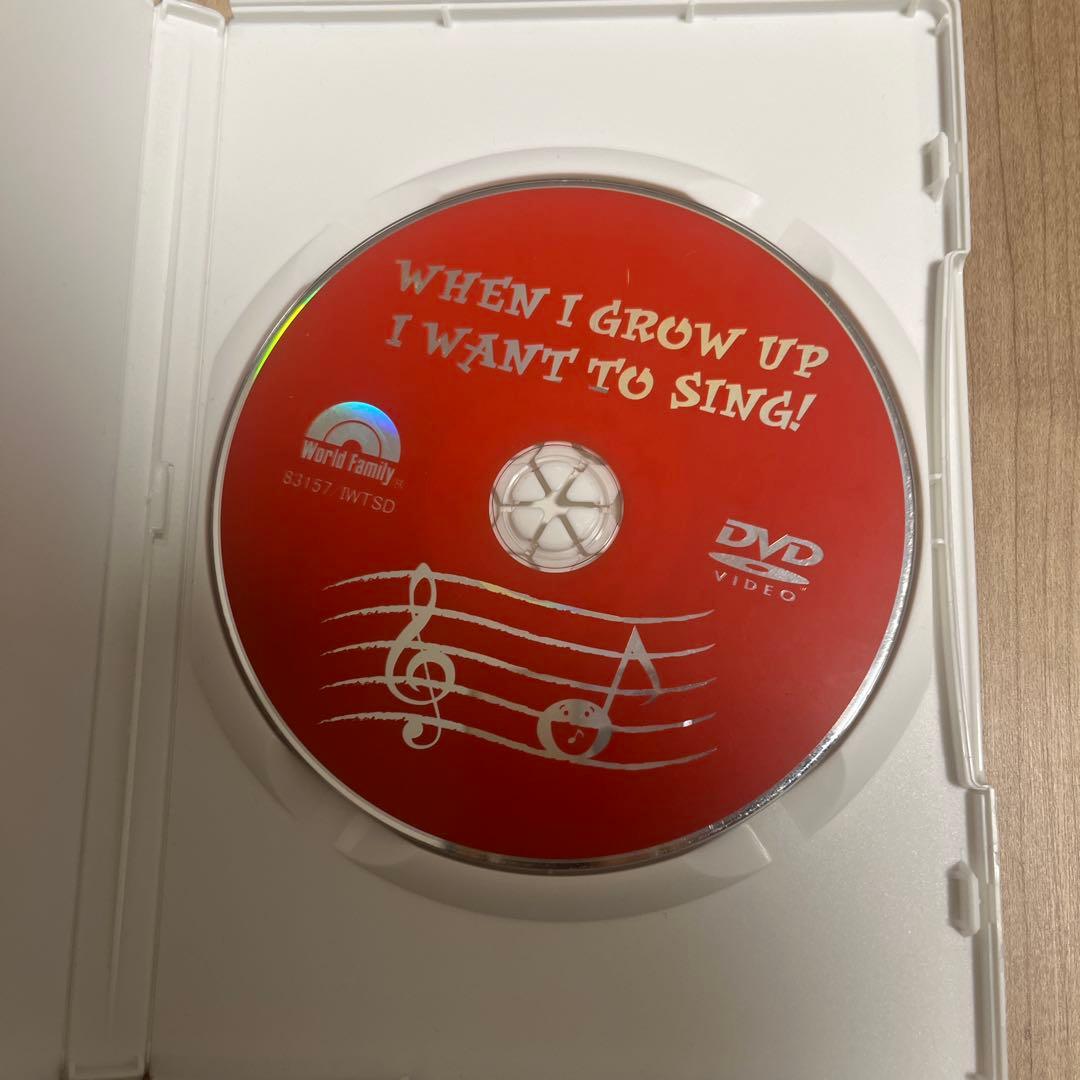 WHEN I GROW UP
I WANT TO SING!
World Family
83157 IWTSD
DVD
VIDEO